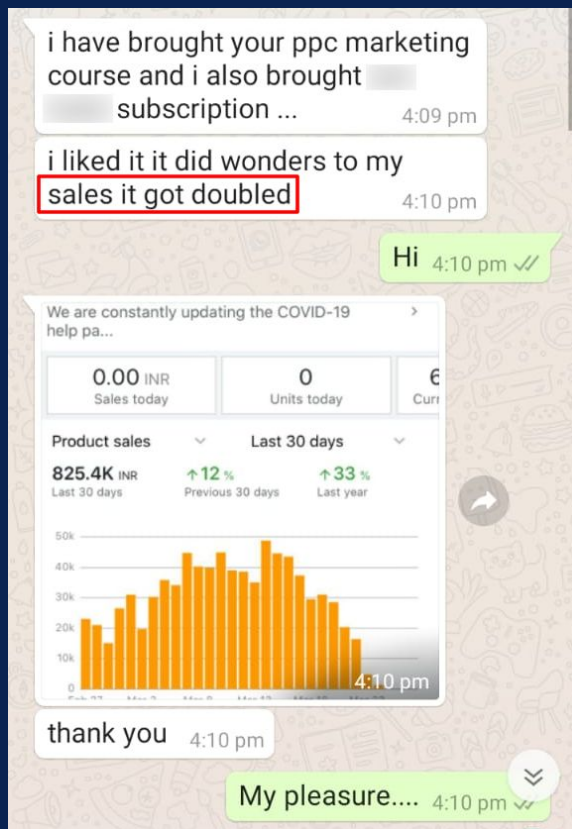 i have brought your ppc marketing
course and i also brought
subscription ...
4:09 pm
i liked it it did wonders to my
sales it got doubled
4:10 pm
Hi 4:10 pm
We are constantly updating the COVID-19
help pa...
0.00 INR
Sales today
0
Units today
Product sales
Last 30 days
825.4K INR
Last 30 days
↑12 %
Previous 30 days
↑33 %
Last year
50k
40k
30k
20k
10k
0
4:10 pm
thank you 4:10 pm
My pleasure.... 4:10 pm